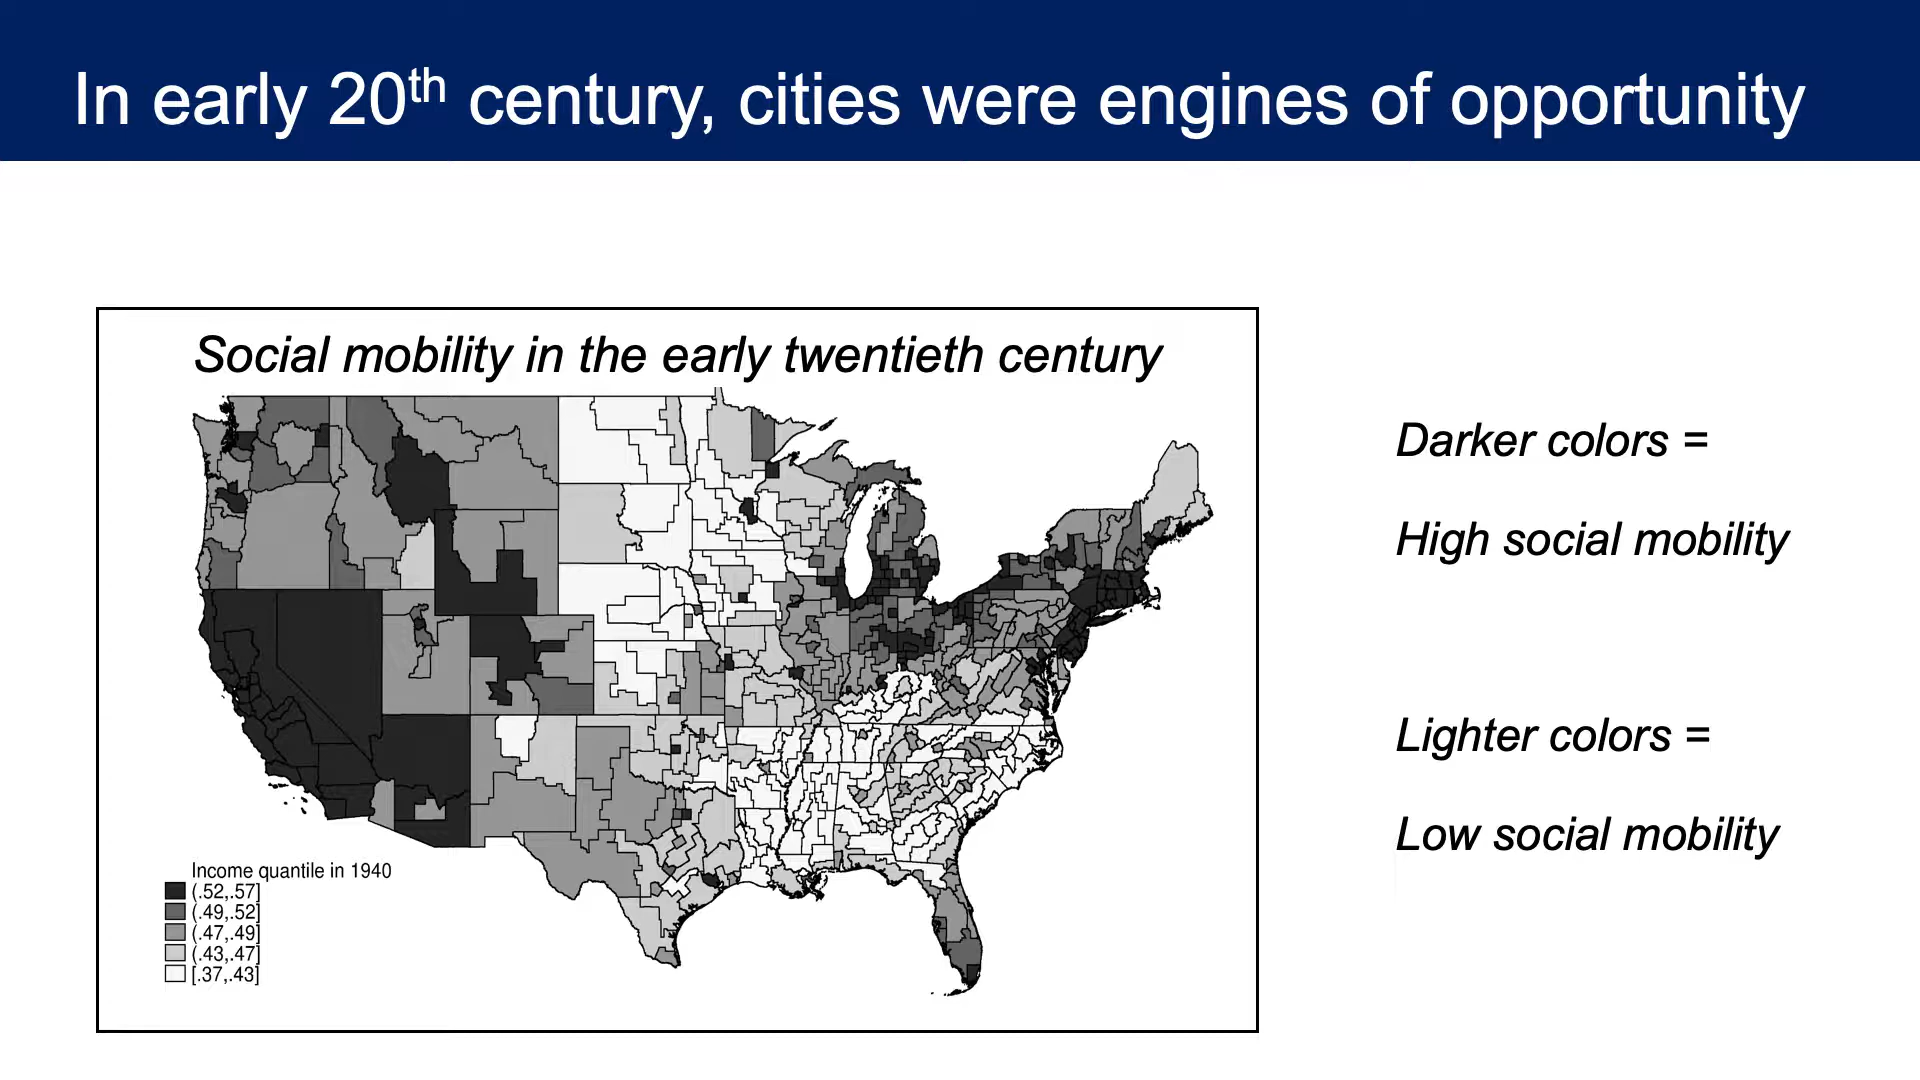 In early 20th century, cities were engines of opportunity
Social mobility in the early twentieth century
Income quantile in 1940
(.52,.57]
(.49,.52]
(.47,.49]
(.43,.47]
[.37,.43]
Darker colors =
High social mobility
Lighter colors =
Low social mobility